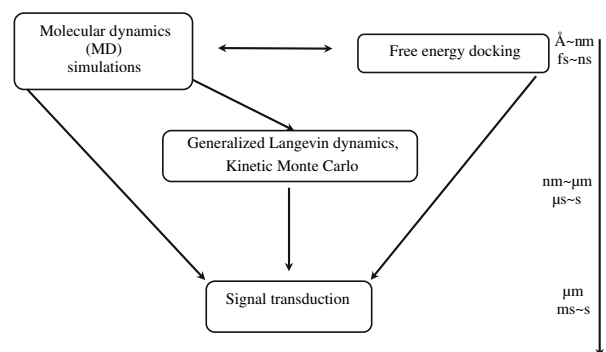 Molecular dynamics
(MD)
simulations
Free energy docking
Å~nm
fs~ns
Generalized Langevin dynamics,
Kinetic Monte Carlo
nm~μm
μs~s
Signal transduction
μm
ms~s